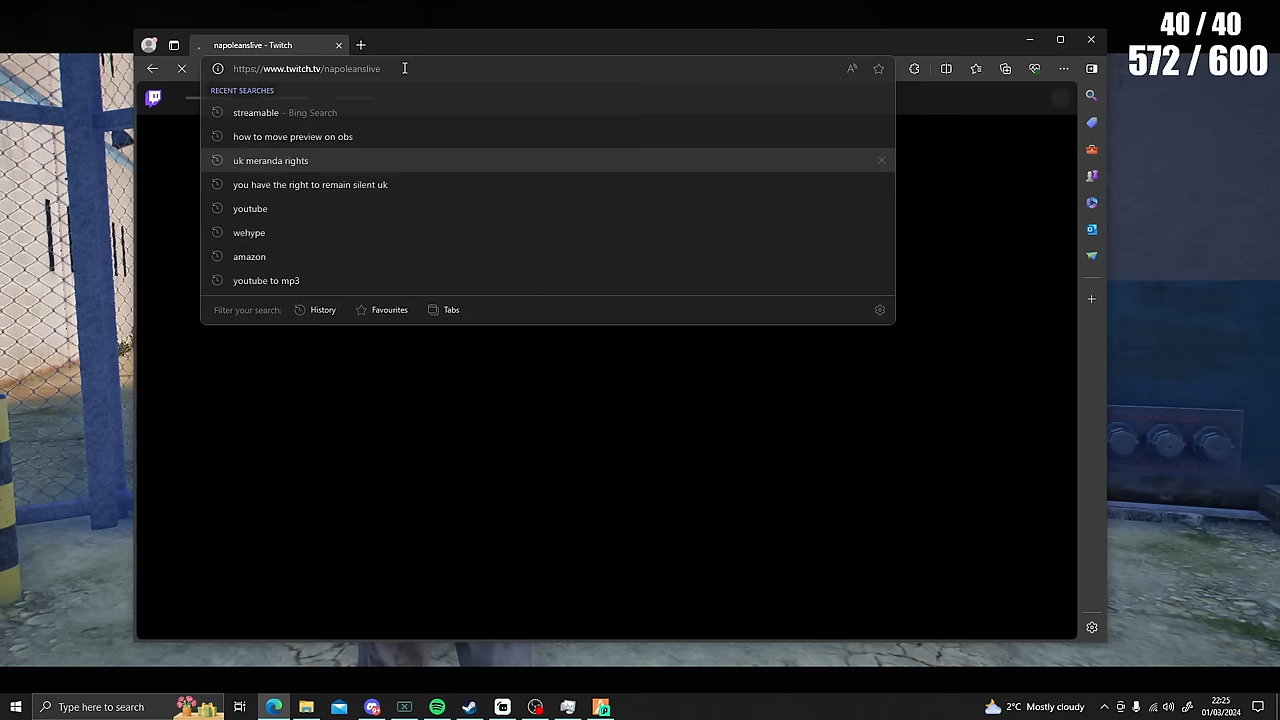 40 / 40
572 / 600
napoleanslive - Twitch
https://www.twitch.tv/napoleanslive
RECENT SEARCHES
streamable – Bing Search
how to move preview on obs
uk meranda rights
you have the right to remain silent uk
youtube
wehype
amazon
youtube to mp3
Filter your search:
History
Favourites
Tabs
Type here to search
2°C Mostly cloudy
22:25
01/03/2024